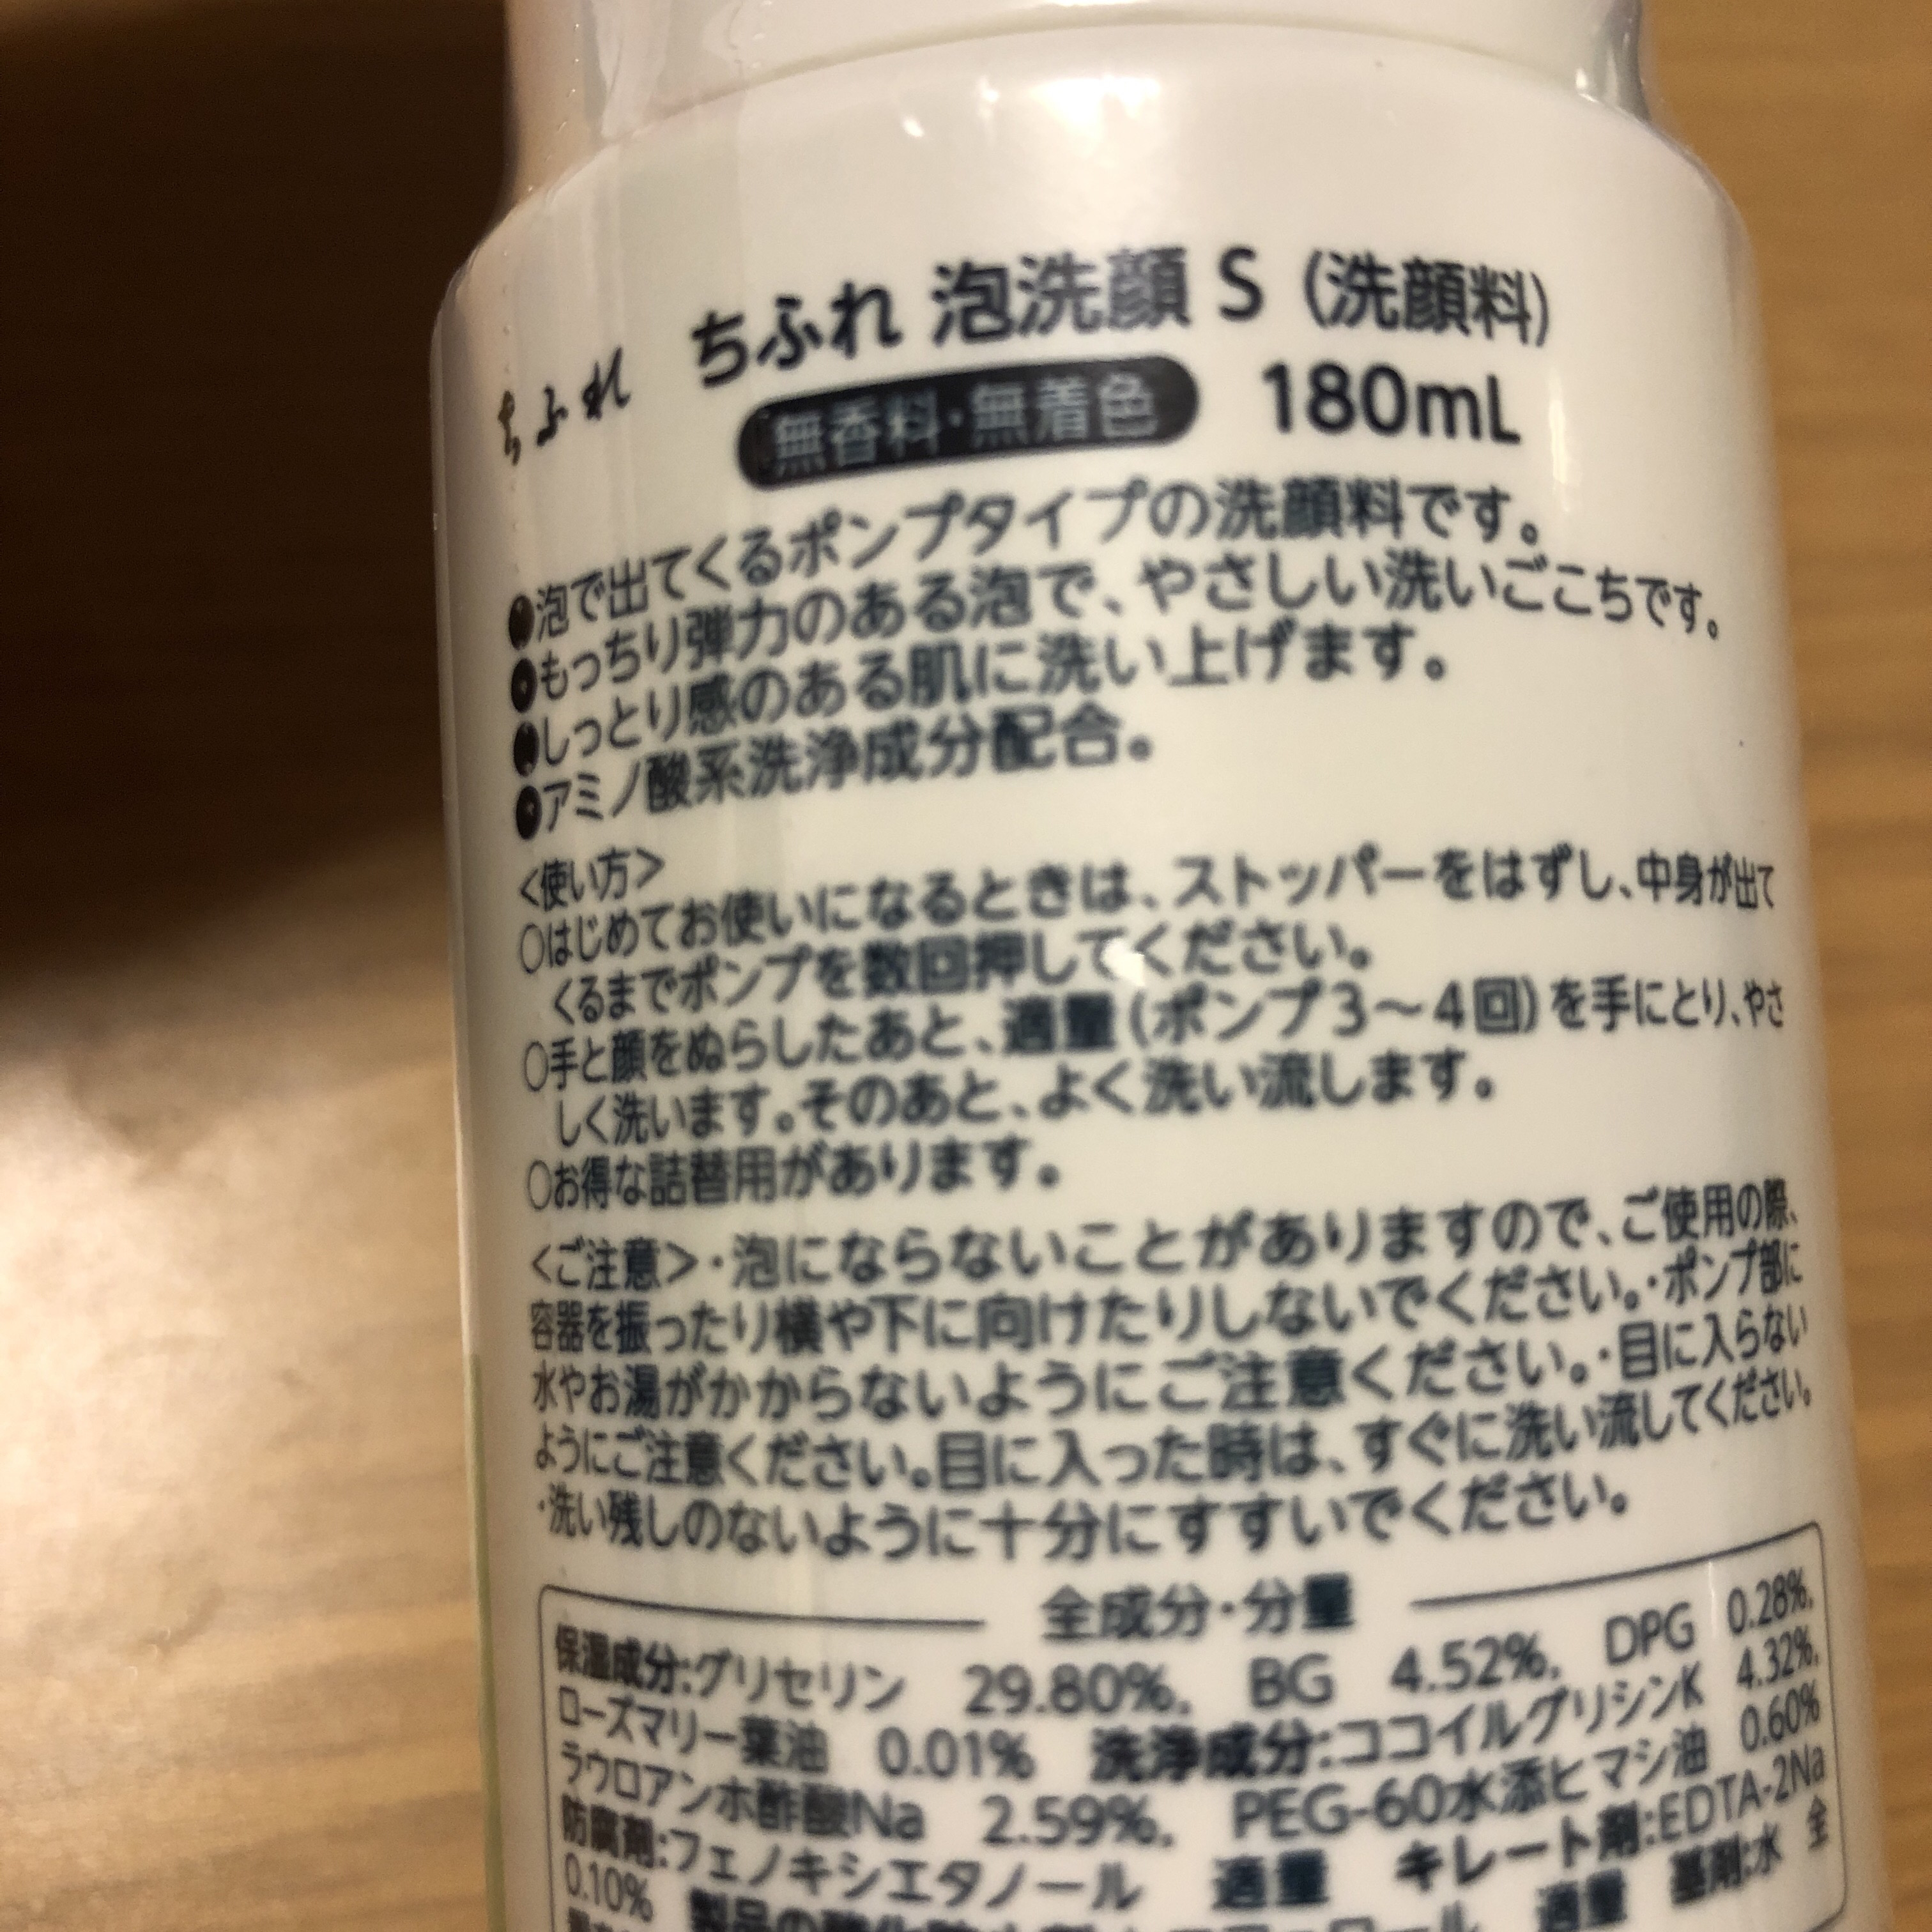 ちふれ ちふれ 泡洗顔 S (洗顔料)
無香料・無着色 180mL
●泡で出てくるポンプタイプの洗顔料です。
●もっちり弾力のある泡で、やさしい洗いごこちです。
●しっとり感のある肌に洗い上げます。
●アミノ酸系洗浄成分配合。
<使い方>
○はじめてお使いになるときは、ストッパーをはずし、中身が出て
くるまでポンプを数回押してください。
○手と顔をぬらしたあと、適量(ポンプ3～4回)を手にとり、やさ
しく洗います。そのあと、よく洗い流します。
○お得な詰替用があります。
<ご注意>・泡にならないことがありますので、ご使用の際、
容器を振ったり横や下に向けたりしないでください。・ポンプ部に
水やお湯がかからないようにご注意ください。・目に入らない
ようにご注意ください。目に入った時は、すぐに洗い流してください。
・洗い残しのないように十分にすすいでください。
全成分・分量
保湿成分:グリセリン 29.80%, BG 4.52%, DPG 0.28%,
ローズマリー葉油 0.01% 洗浄成分:ココイルグリシンK 4.32%,
ラウロアンホ酢酸Na 2.59%, PEG-60水添ヒマシ油 0.60%
防腐剤:フェノキシエタノール 適量 キレート剤:EDTA-2Na
0.10% 製品の酸化防止剤:トコフェロール 適量 基剤:水 全